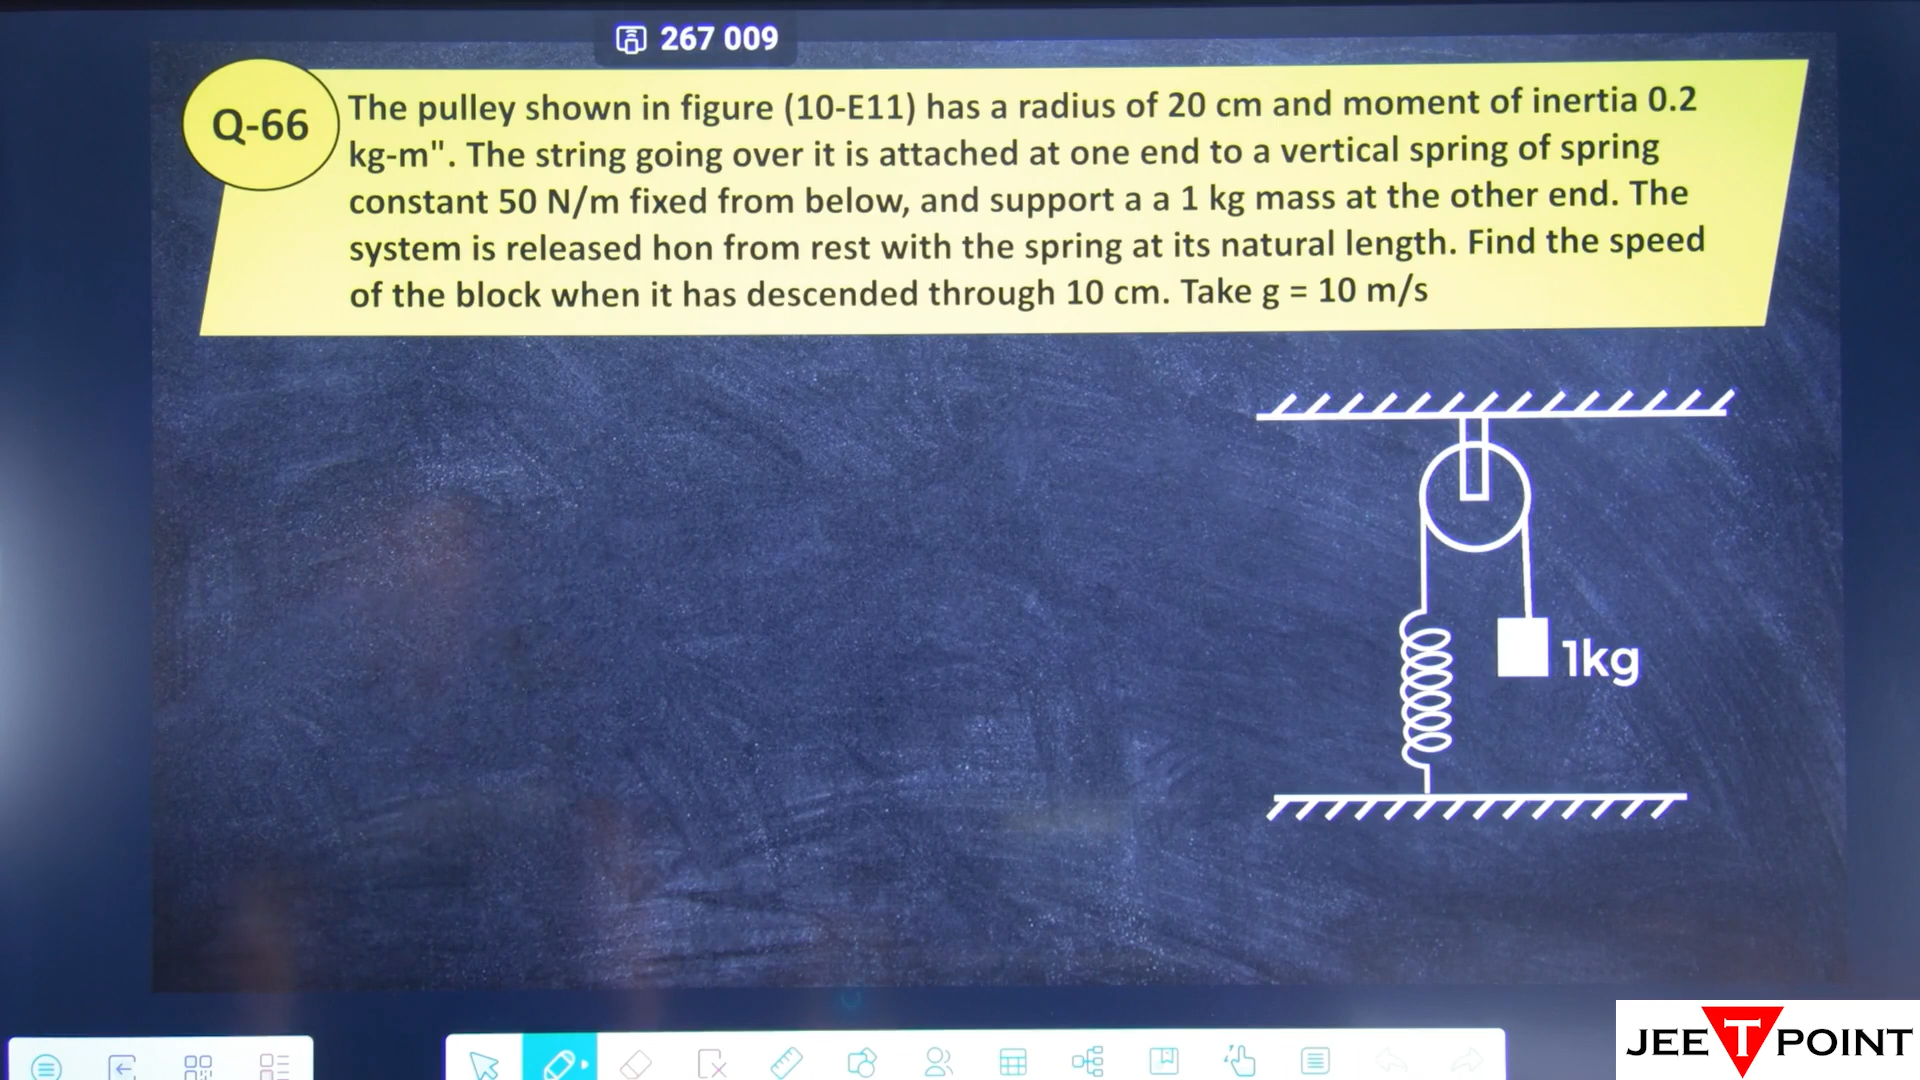 267 009
Q-66
The pulley shown in figure (10-E11) has a radius of 20 cm and moment of inertia 0.2
kg-m". The string going over it is attached at one end to a vertical spring of spring
constant 50 N/m fixed from below, and support a a 1 kg mass at the other end. The
system is released hon from rest with the spring at its natural length. Find the speed
of the block when it has descended through 10 cm. Take g = 10 m/s
1kg
JEE T POINT